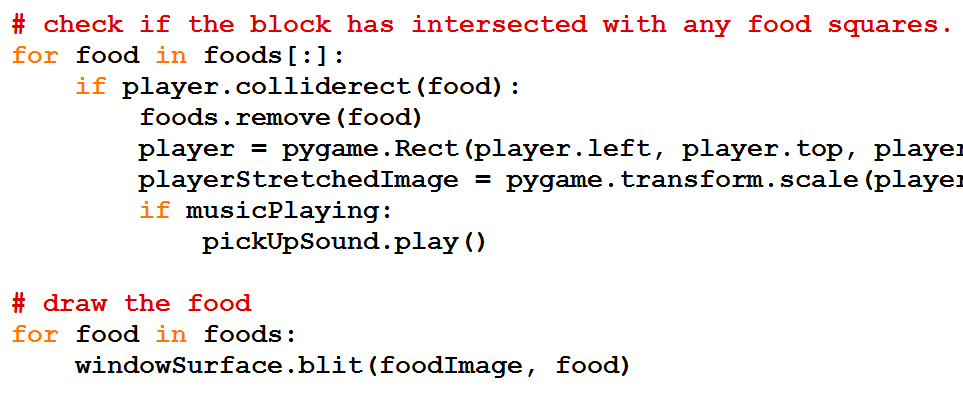 # check if the block has intersected with any food squares.
for food in foods[:]:
    if player.colliderect(food):
        foods.remove(food)
        player = pygame.Rect(player.left, player.top, player
        playerStretchedImage = pygame.transform.scale(player
        if musicPlaying:
            pickUpSound.play()
# draw the food
for food in foods:
    windowSurface.blit(foodImage, food)